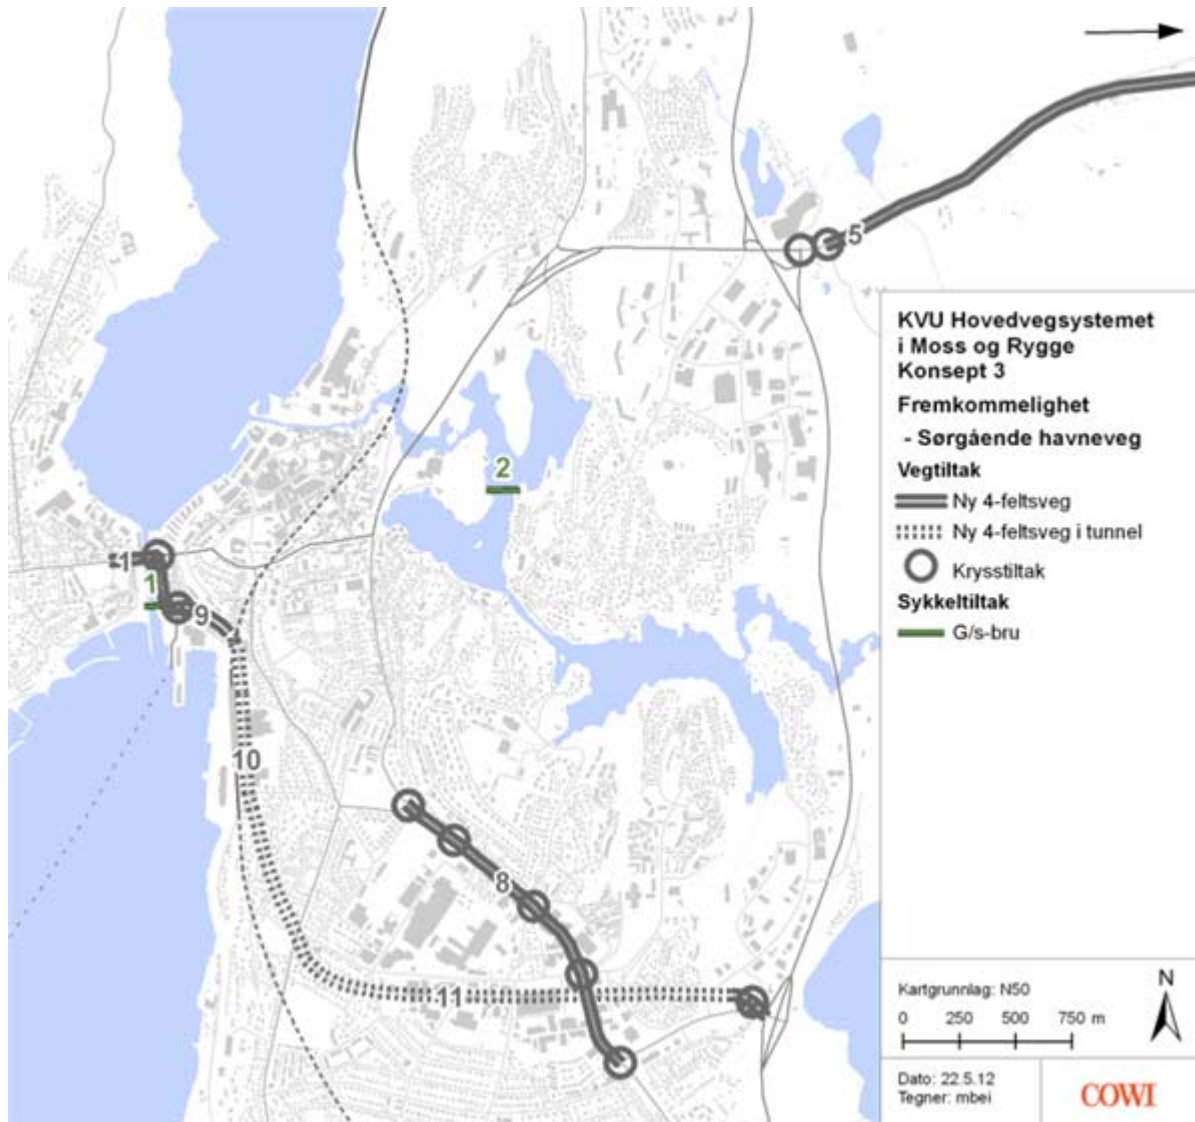 5
2
1
1
9
10
8
11
KVU Hovedvegsystemet
i Moss og Rygge
Konsept 3
Fremkommelighet
- Sørgående havneveg
Vegtiltak
Ny 4-feltsveg
Ny 4-feltsveg i tunnel
Krysstiltak
Sykkeltiltak
G/s-bru
Kartgrunnlag: N50
N
0 250 500 750 m
Dato: 22.5.12
Tegner: mbei
COWI